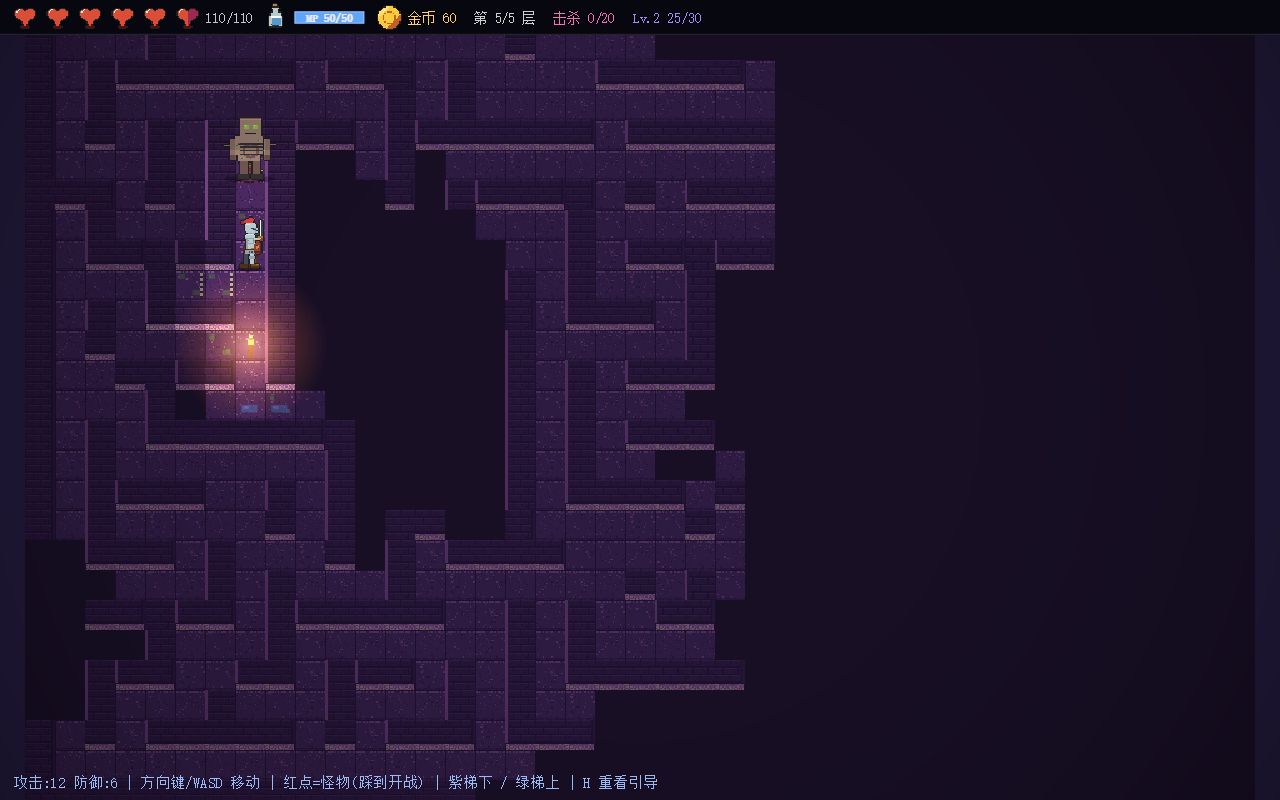 110/110 MP 50/50 金币 60 第 5/5 层 击杀 0/20 Lv.2 25/30
攻击:12 防御:6 | 方向键/WASD 移动 | 红点=怪物(踩到开战) | 紫梯下 / 绿梯上 | H 重看引导